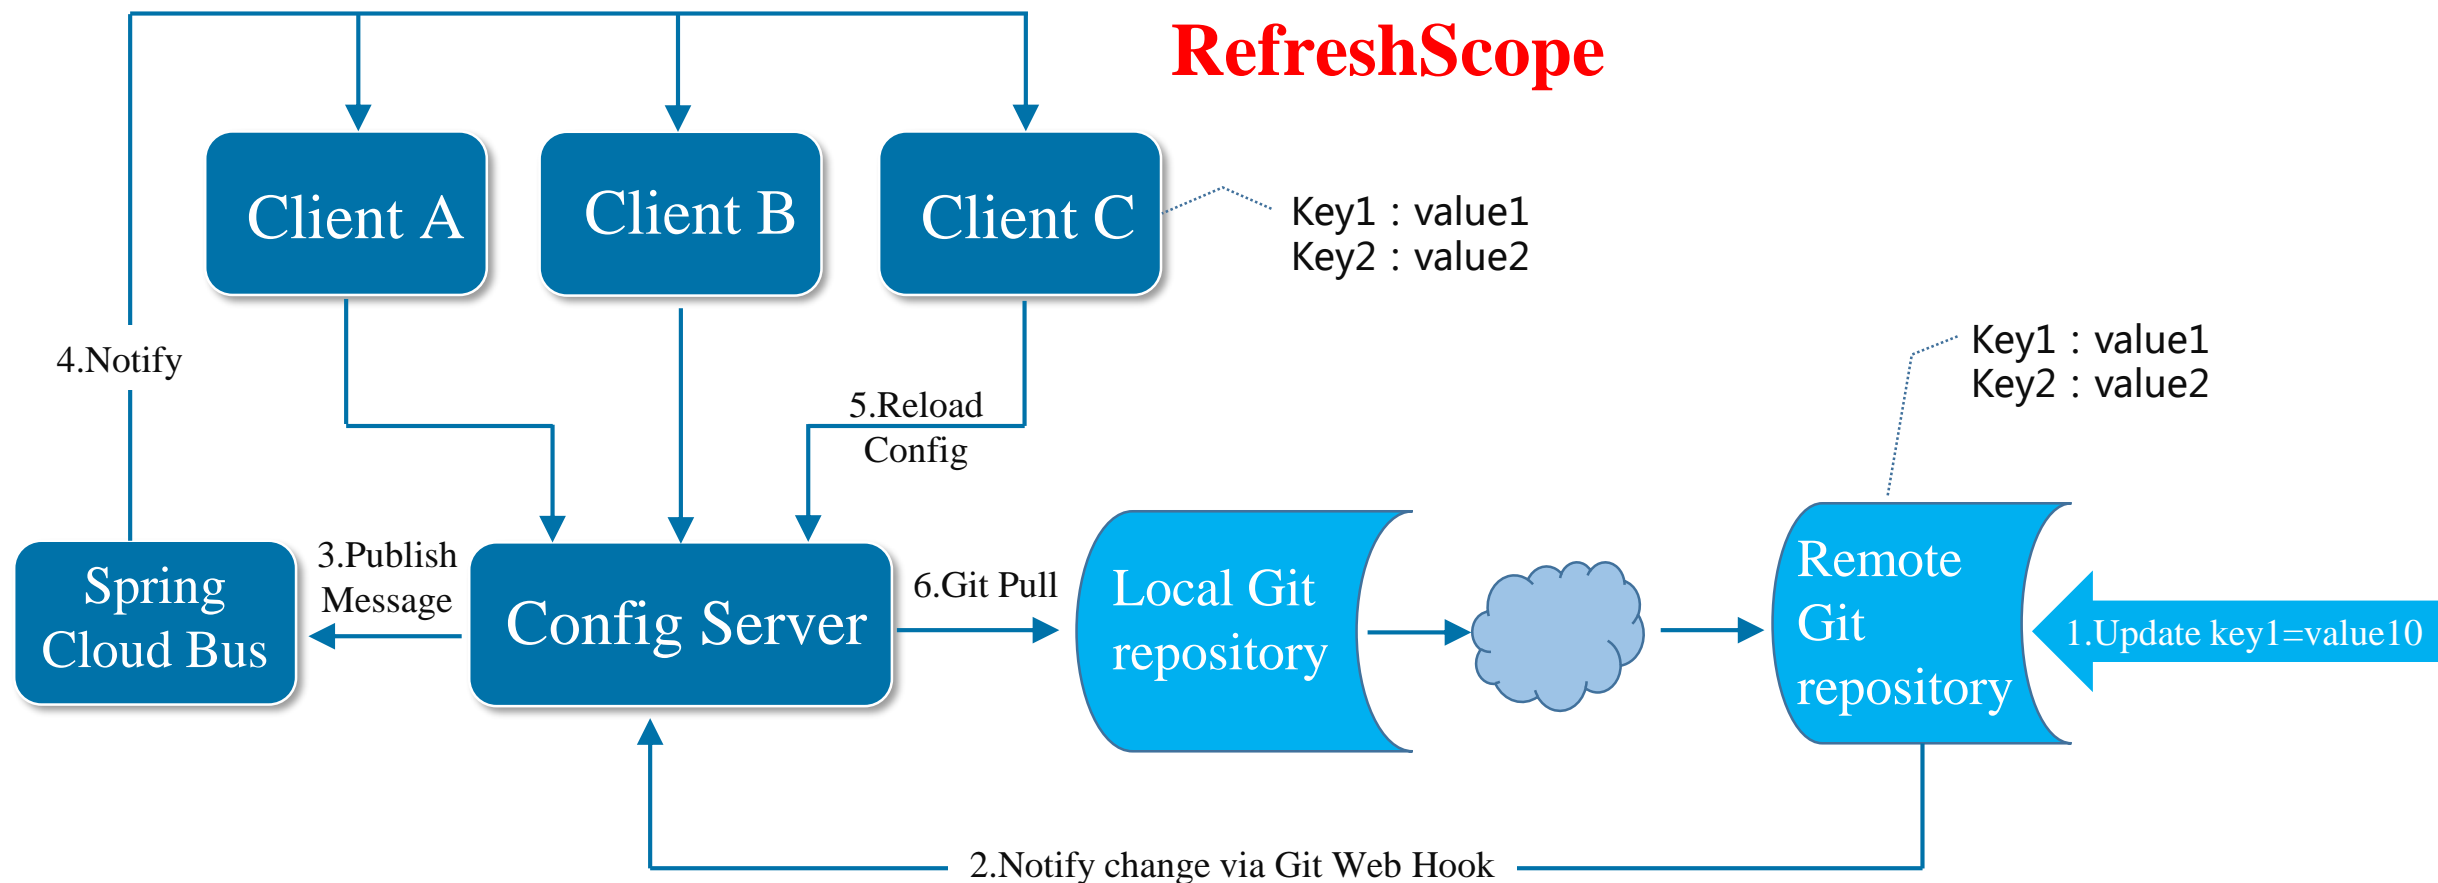 RefreshScope
Client A
Client B
Client C
Key1：value1
Key2：value2
4.Notify
Key1：value1
Key2：value2
5.Reload
Config
Spring
Cloud Bus
3.Publish
Message
Config Server
6.Git Pull
Local Git
repository
Remote
Git
repository
1.Update key1=value10
2.Notify change via Git Web Hook